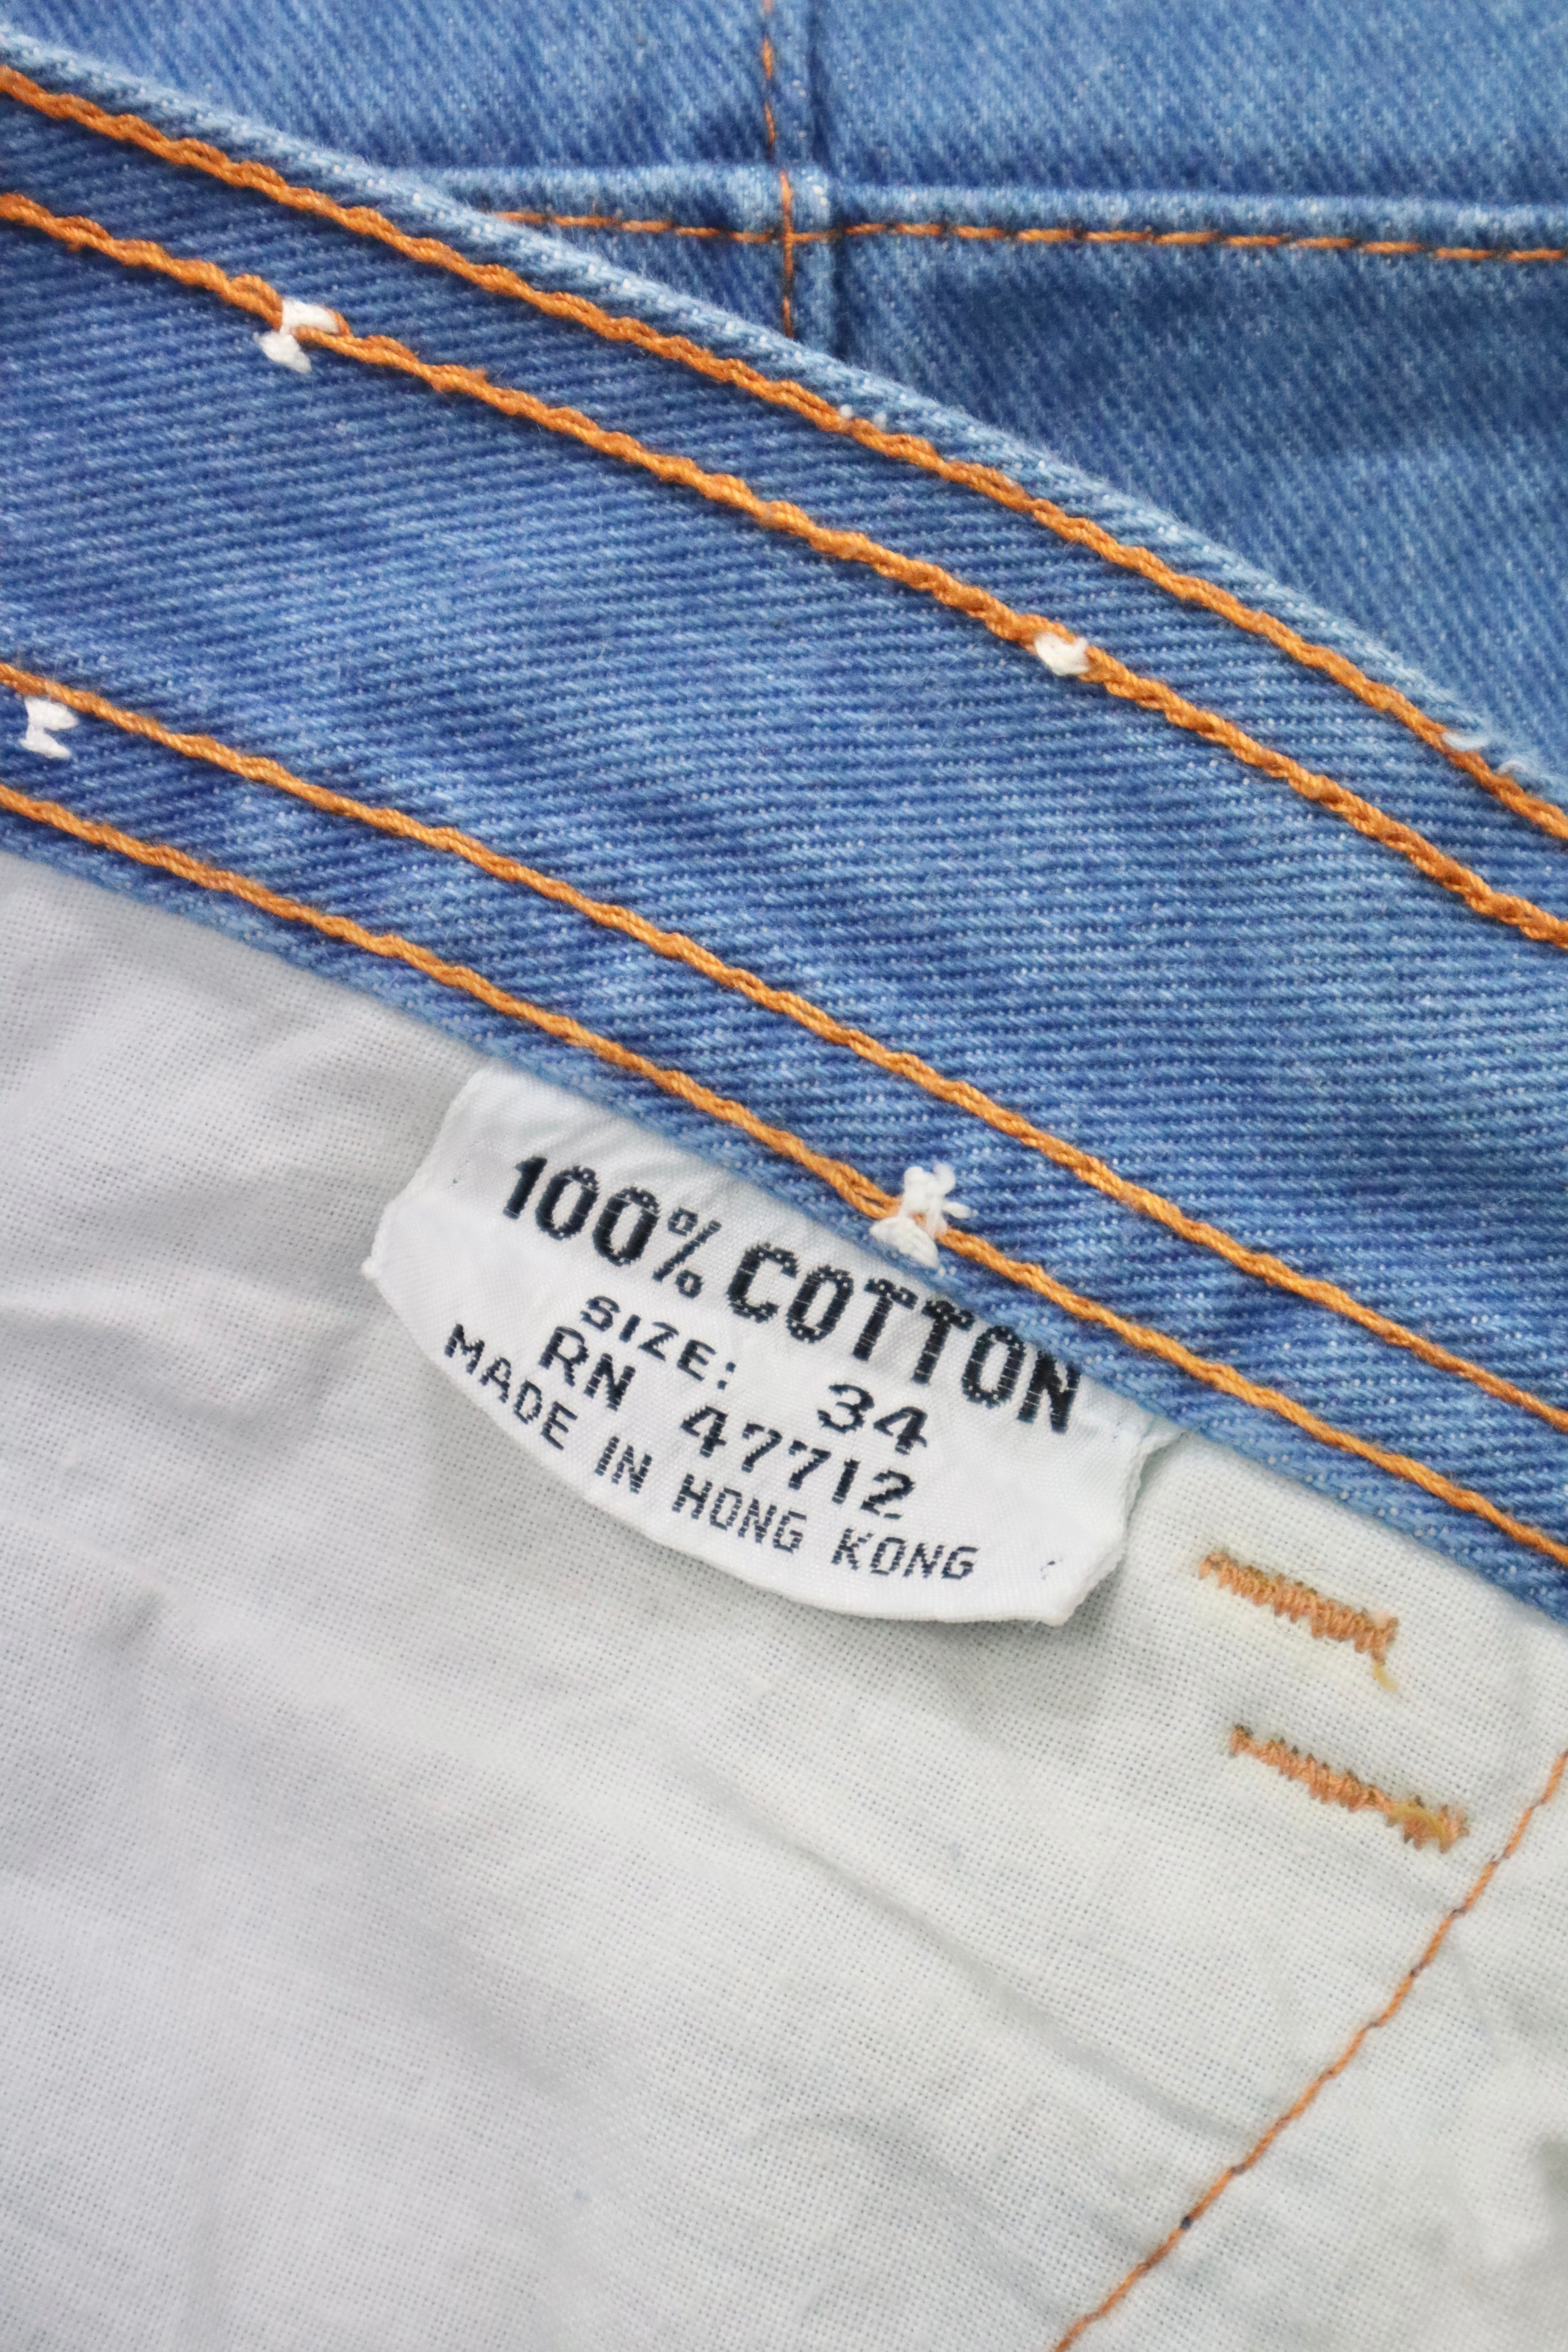 100% COTTON
SIZE: 34
RN 47712
MADE IN HONG KONG